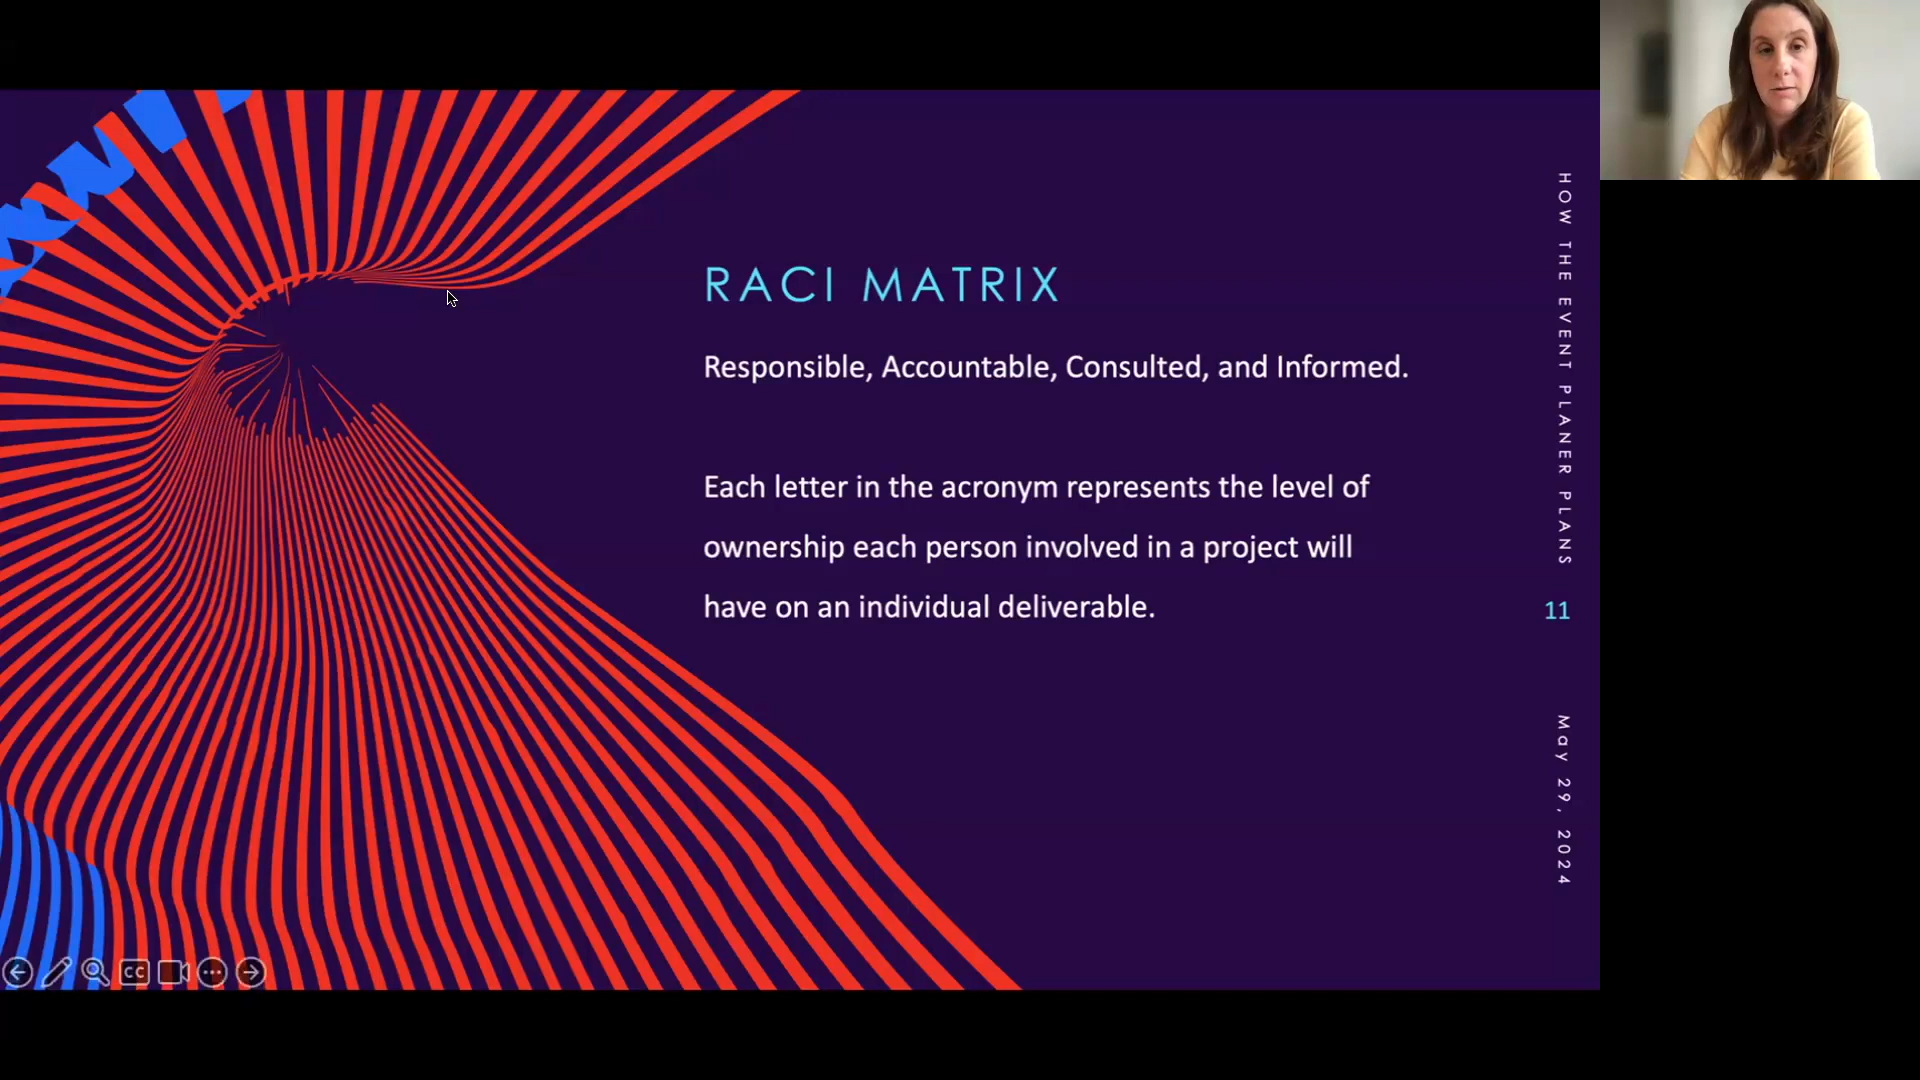 RACI MATRIX
Responsible, Accountable, Consulted, and Informed.
Each letter in the acronym represents the level of
ownership each person involved in a project will
have on an individual deliverable.
HOW THE EVENT PLANER PLANS
11
May 29, 2024
CC